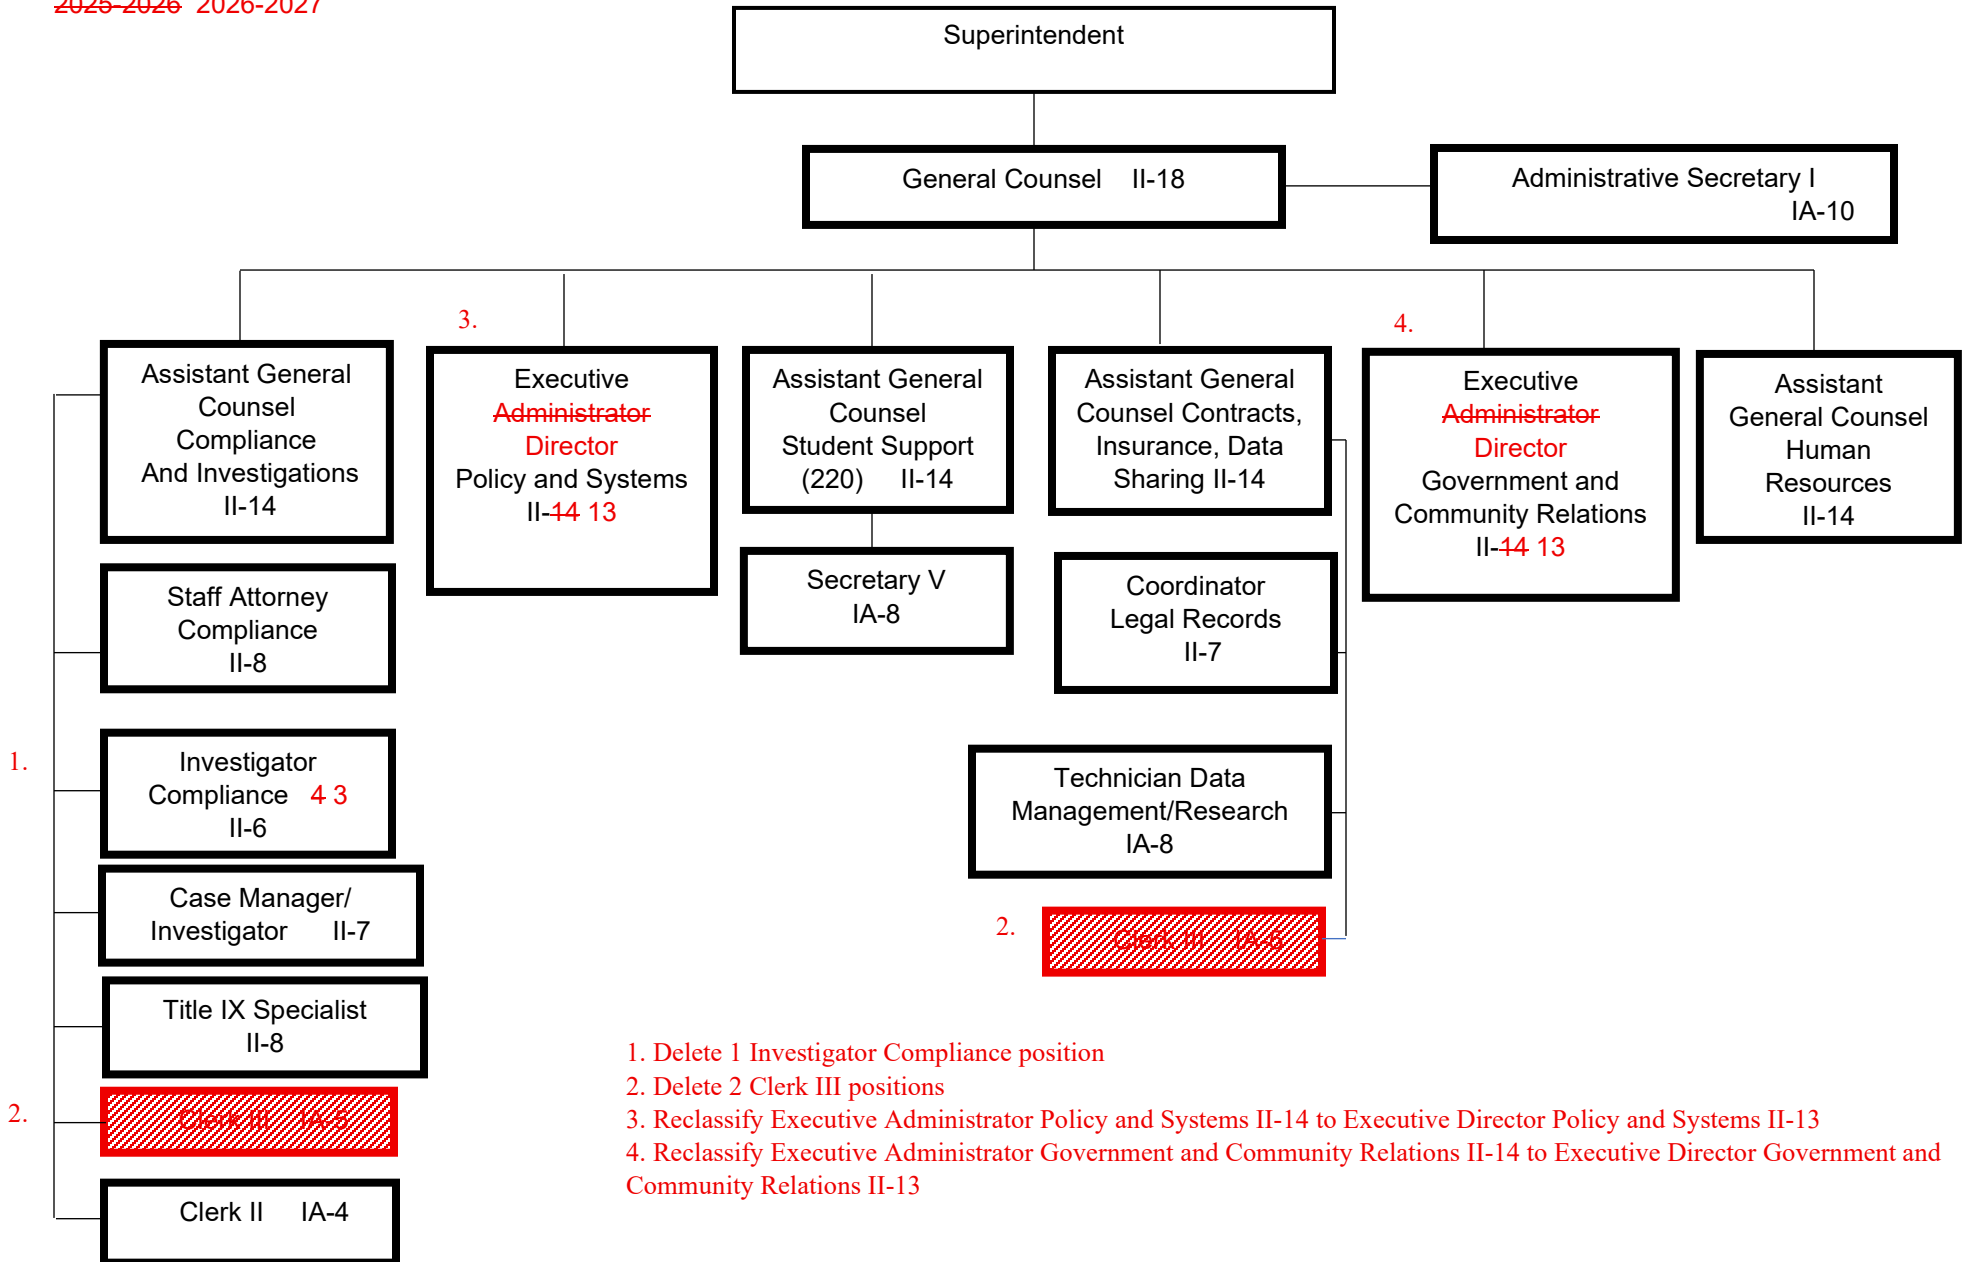 2025-2026 2026-2027
Superintendent
General Counsel II-18
Administrative Secretary I
IA-10
3.
4.
Assistant General
Counsel
Compliance
And Investigations
II-14
Executive
Administrator
Director
Policy and Systems
II-14 13
Assistant General
Counsel
Student Support
(220) II-14
Assistant General
Counsel Contracts,
Insurance, Data
Sharing II-14
Executive
Administrator
Director
Government and
Community Relations
II-14 13
Assistant
General Counsel
Human
Resources
II-14
Staff Attorney
Compliance
II-8
Secretary V
IA-8
Coordinator
Legal Records
II-7
1.
Investigator
Compliance 4 3
II-6
Technician Data
Management/Research
IA-8
Case Manager/
Investigator II-7
2.
Clerk III IA-5
Title IX Specialist
II-8
2.
Clerk III IA-5
Clerk II IA-4
1. Delete 1 Investigator Compliance position
2. Delete 2 Clerk III positions
3. Reclassify Executive Administrator Policy and Systems II-14 to Executive Director Policy and Systems II-13
4. Reclassify Executive Administrator Government and Community Relations II-14 to Executive Director Government and
Community Relations II-13